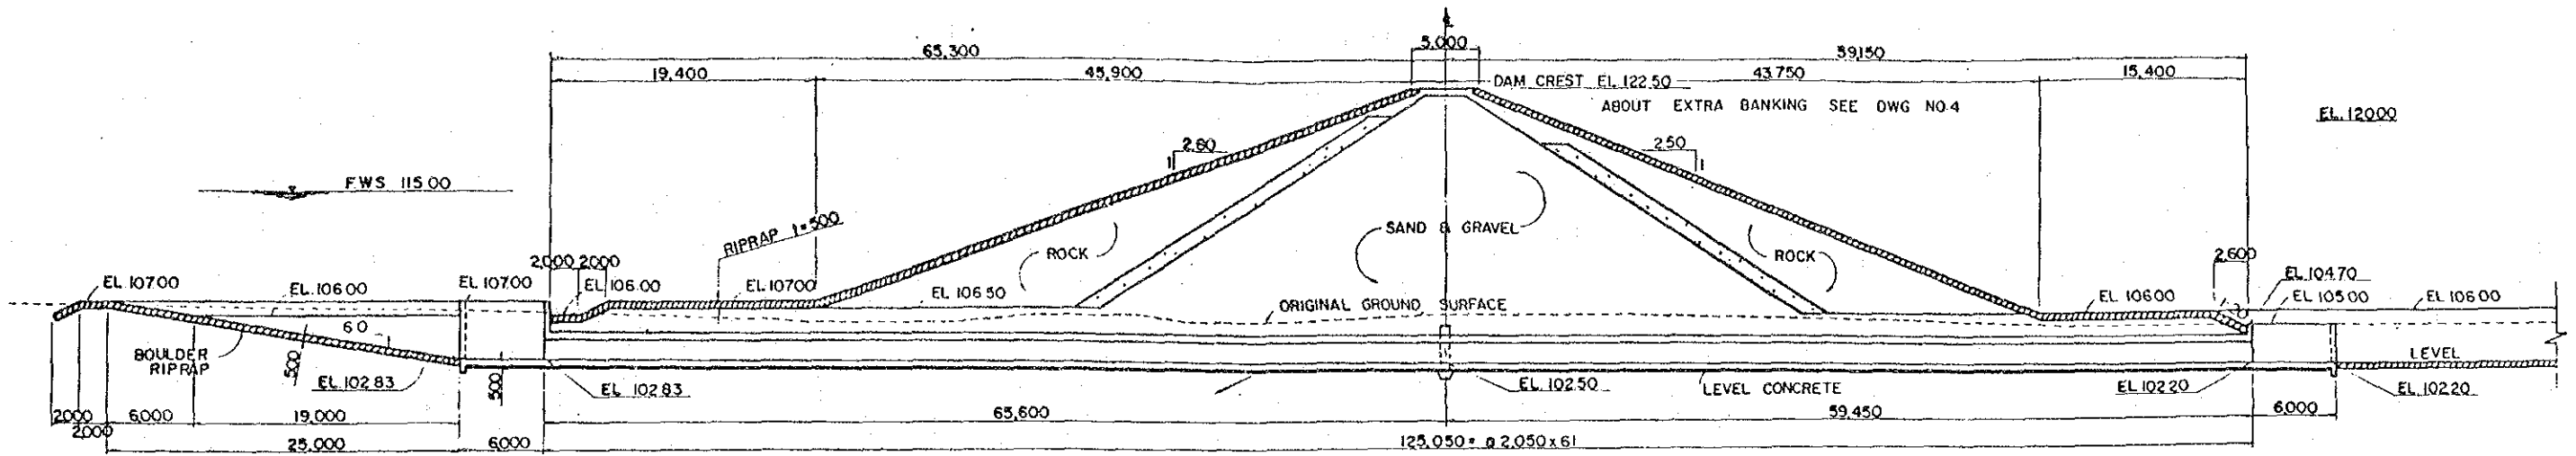 65,300
5,000
59,150
19,400
45,900
DAM CREST EL.122.50
43.750
15,400
ABOUT EXTRA BANKING SEE DWG NO.4
EL.120.00
2.80
1
2.50
1
F.W.S 115.00
RIPRAP t=500
SAND & GRAVEL
ROCK
ROCK
2,000
2,000
2,600
EL.107.00
EL.106.00
EL.107.00
EL.106.00
EL.107.00
EL.106.50
EL.106.00
EL.104.70
EL.105.00
EL.106.00
ORIGINAL GROUND SURFACE
6.0
BOULDER
RIPRAP
500
EL.102.83
500
EL.102.83
EL.102.50
LEVEL CONCRETE
EL.102.20
LEVEL
EL.102.20
2,000
2,000
6,000
19,000
65,600
59,450
6,000
25,000
6,000
125,050 = @ 2,050 x 61